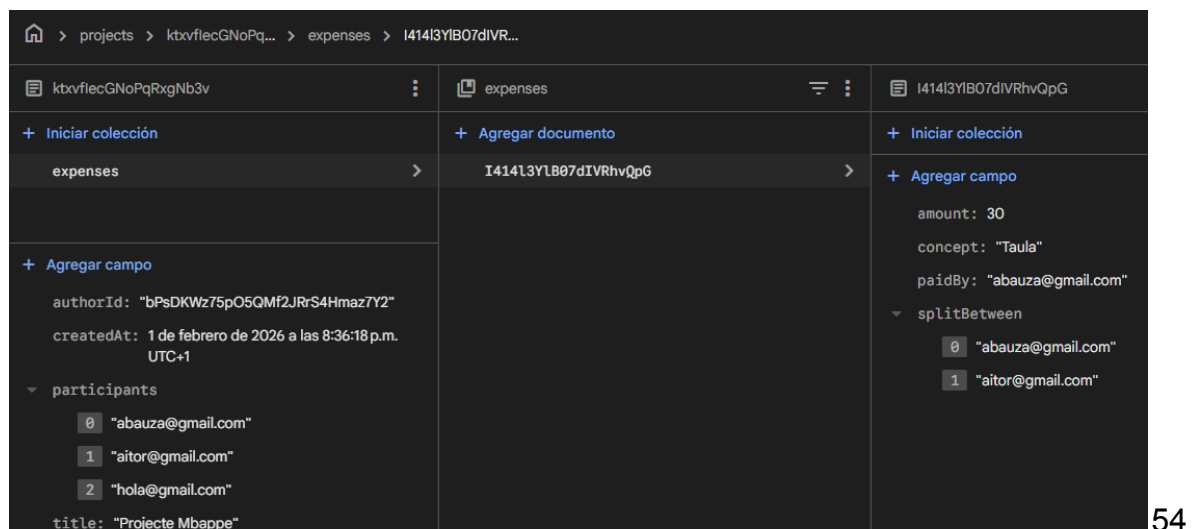 projects > ktxvflecGNoPq... > expenses > I414l3YlBO7dIVR...
ktxvflecGNoPqRxgNb3v
+ Iniciar colección
expenses
+ Agregar campo
authorId: "bPsDKWz75pO5QMf2JRrS4Hmaz7Y2"
createdAt: 1 de febrero de 2026 a las 8:36:18 p.m.
UTC+1
participants
0 "abauza@gmail.com"
1 "aitor@gmail.com"
2 "hola@gmail.com"
title: "Projecte Mbappe"
expenses
+ Agregar documento
I414l3YlB07dIVRhvQpG
I414l3YlBO7dIVRhvQpG
+ Iniciar colección
+ Agregar campo
amount: 30
concept: "Taula"
paidBy: "abauza@gmail.com"
splitBetween
0 "abauza@gmail.com"
1 "aitor@gmail.com"
54